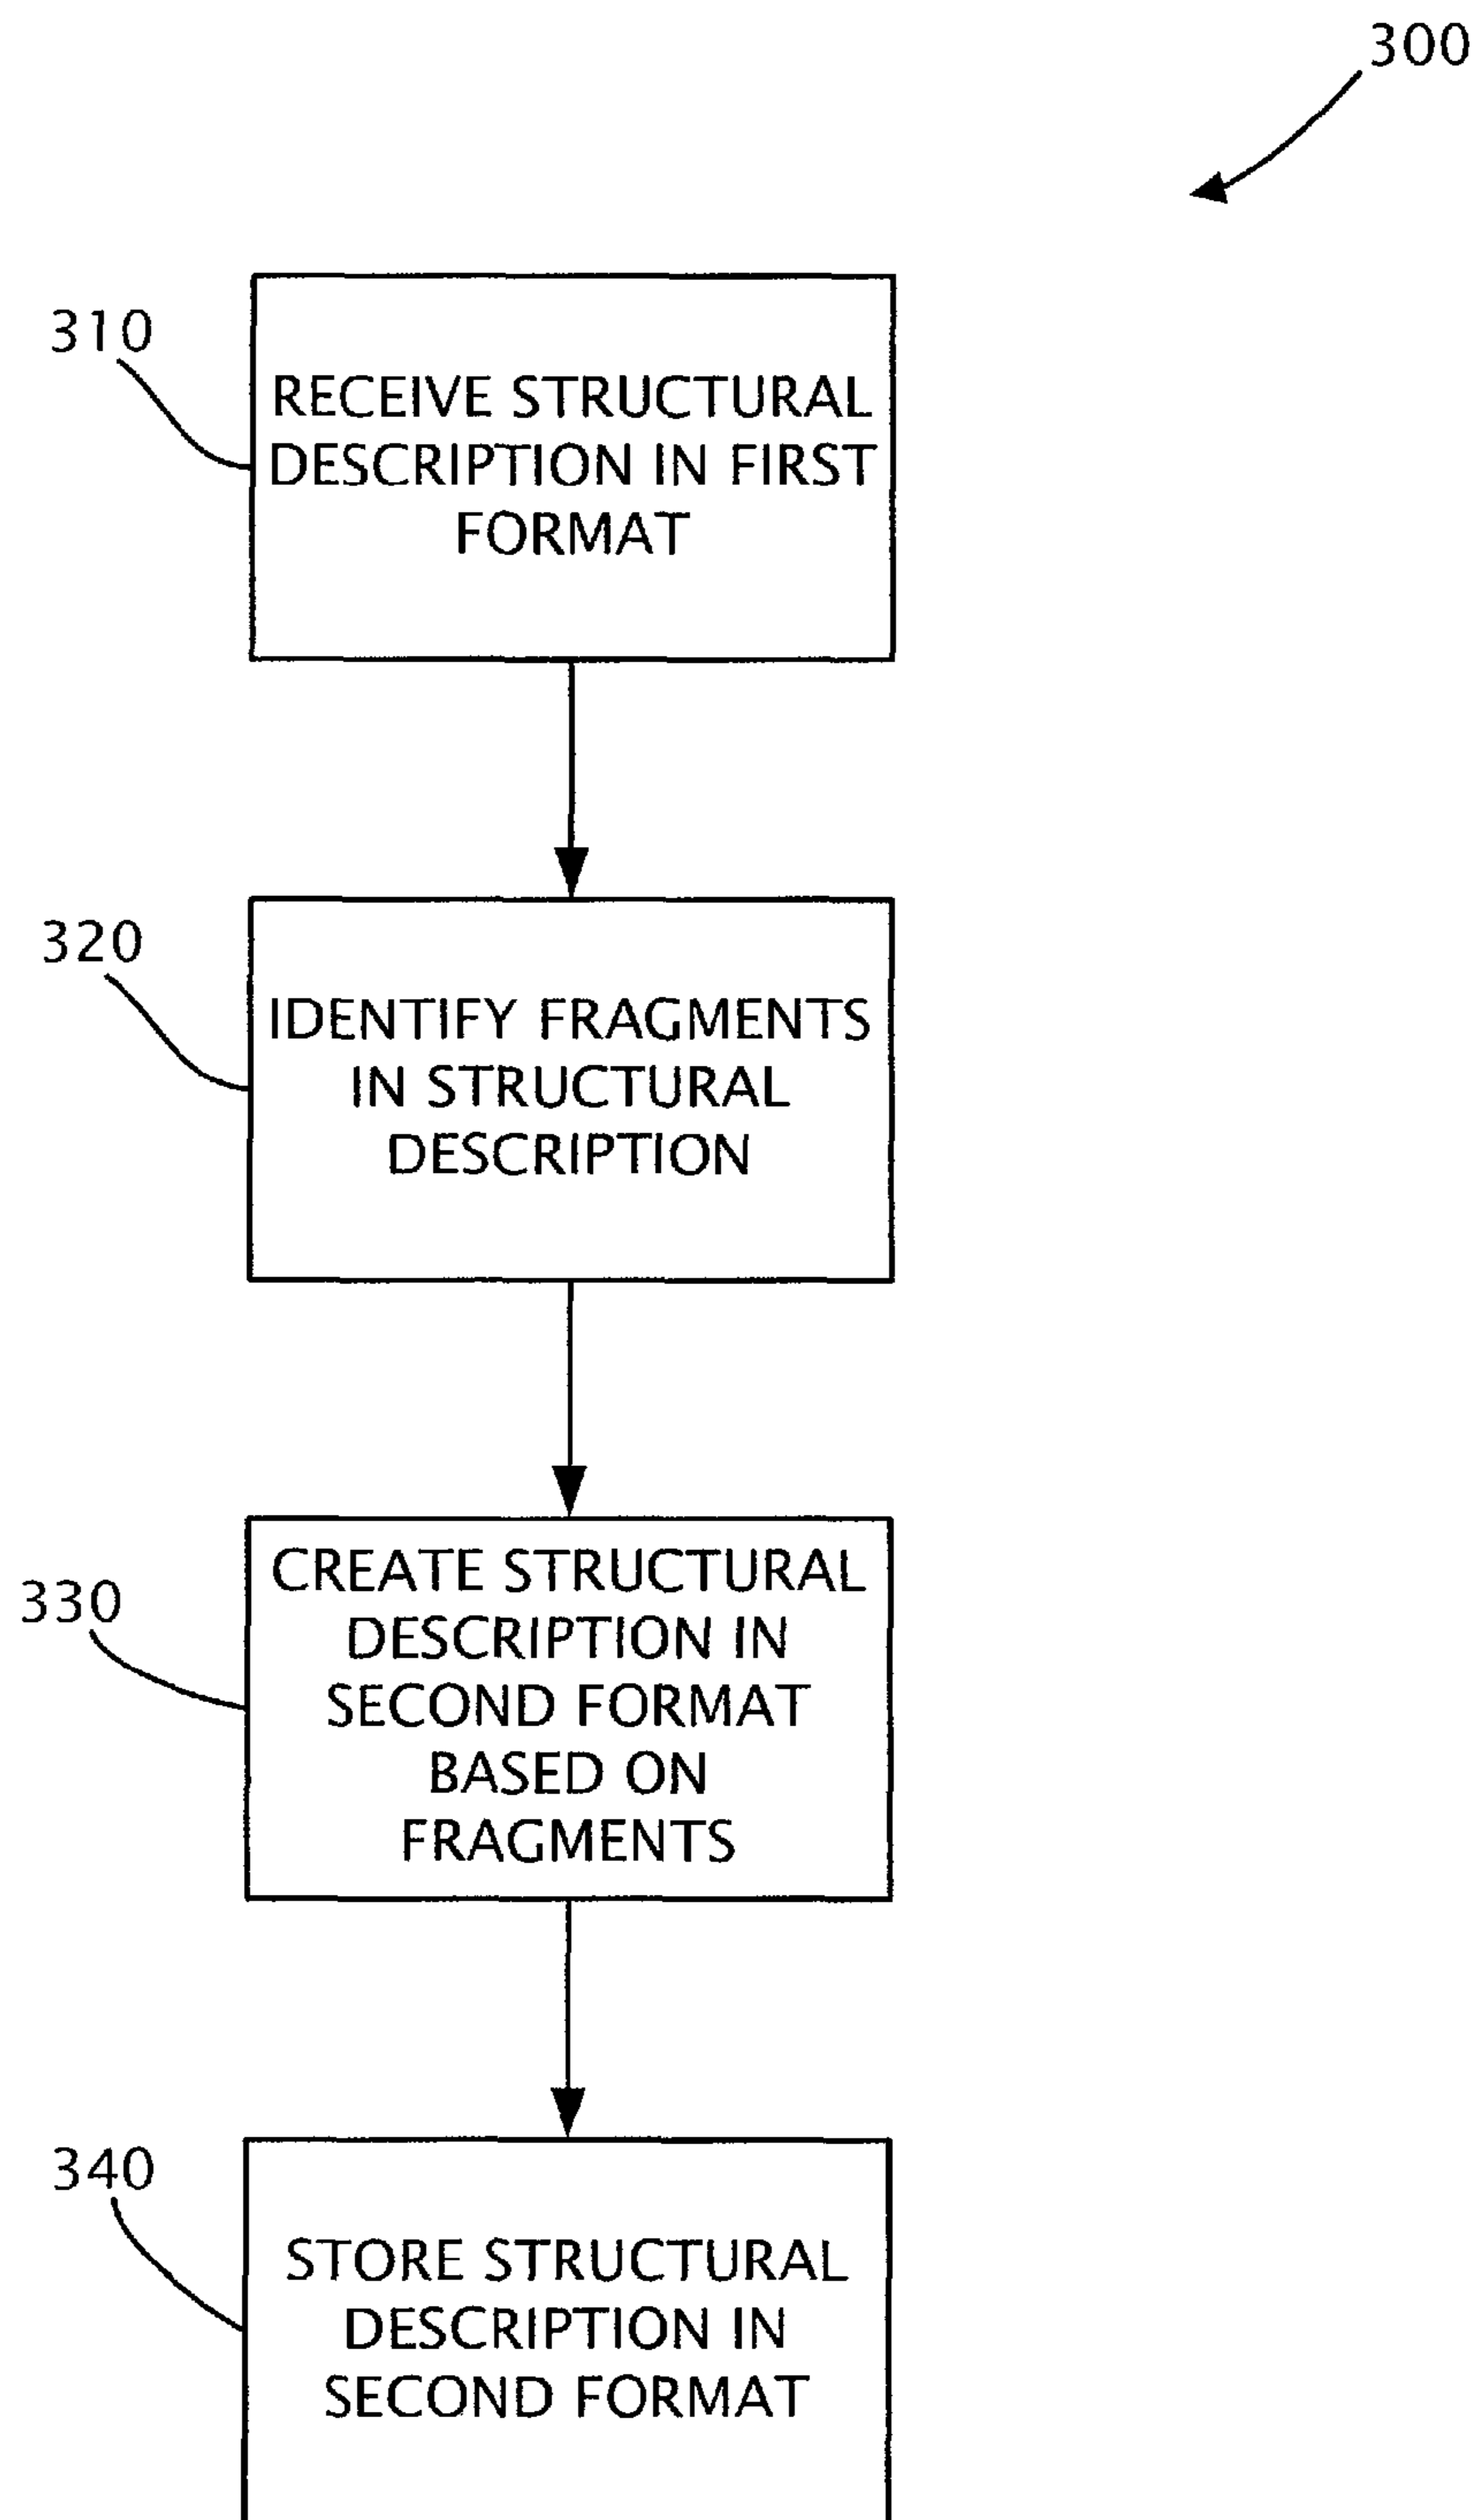 300
310
RECEIVE STRUCTURAL
DESCRIPTION IN FIRST
FORMAT
320
IDENTIFY FRAGMENTS
IN STRUCTURAL
DESCRIPTION
330
CREATE STRUCTURAL
DESCRIPTION IN
SECOND FORMAT
BASED ON
FRAGMENTS
340
STORE STRUCTURAL
DESCRIPTION IN
SECOND FORMAT